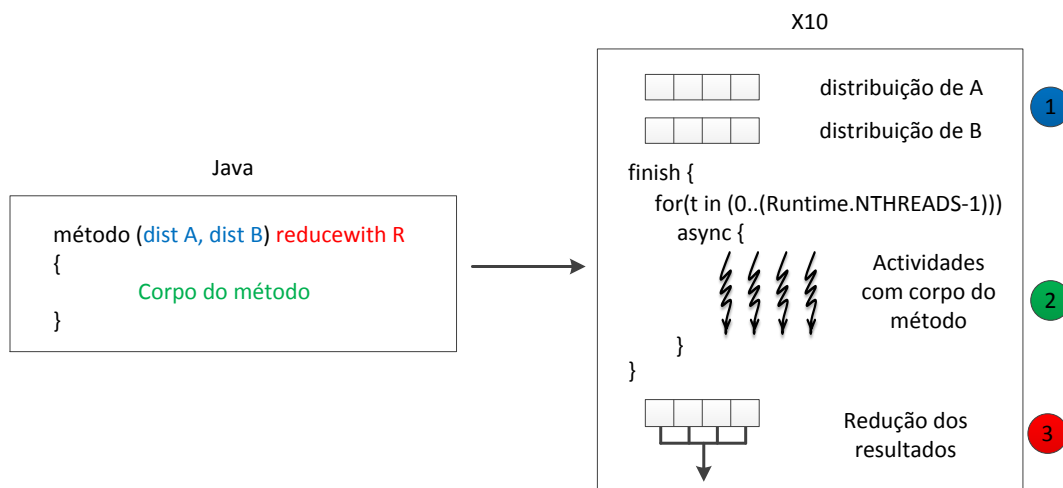 X10
distribuição de A
1
distribuição de B
Java
finish {
for(t in (0..(Runtime.NTHREADS-1)))
async {
método (dist A, dist B) reducewith R
{
Corpo do método
}
Actividades
com corpo do
método
2
}
}
Redução dos
resultados
3